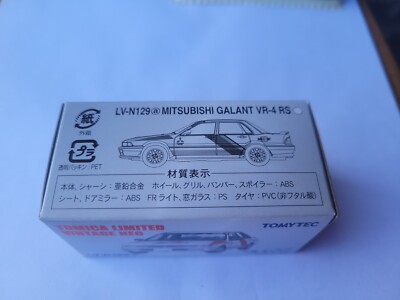 LV-N129ⓐ MITSUBISHI GALANT VR-4 RS
紙
外箱
プラ
透明パッキン:PET
材質表示
本体、シャーシ:亜鉛合金 ホイール、グリル、バンパー、スポイラー:ABS
シート、ドアミラー:ABS FRライト、窓ガラス:PS タイヤ:PVC(非フタル酸)
TOMICA LIMITED
VINTAGE NEO
TOMYTEC